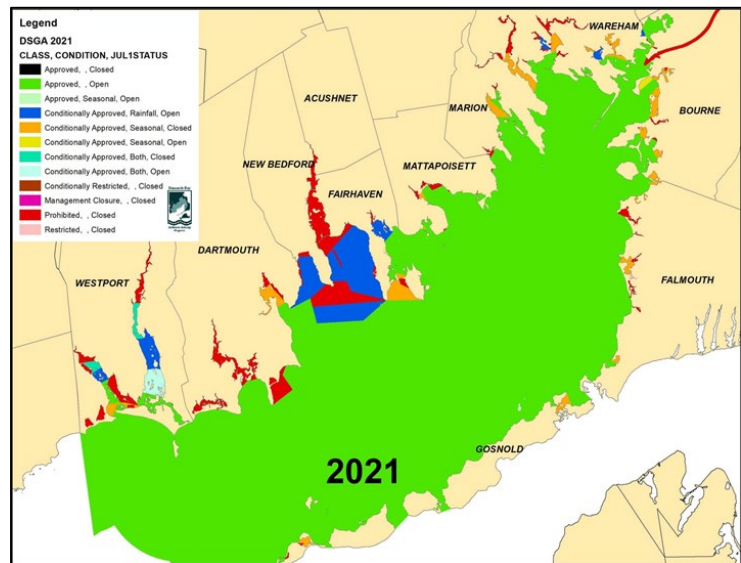 Legend
DSGA 2021
CLASS, CONDITION, JUL1STATUS
Approved, , Closed
Approved, , Open
Approved, Seasonal, Open
Conditionally Approved, Rainfall, Open
Conditionally Approved, Seasonal, Closed
Conditionally Approved, Seasonal, Open
Conditionally Approved, Both, Closed
Conditionally Approved, Both, Open
Conditionally Restricted, , Closed
Management Closure, , Closed
Prohibited, , Closed
Restricted, , Closed
WAREHAM
ACUSHNET
MARION
BOURNE
NEW BEDFORD
MATTAPOISETT
FAIRHAVEN
DARTMOUTH
WESTPORT
FALMOUTH
GOSNOLD
2021